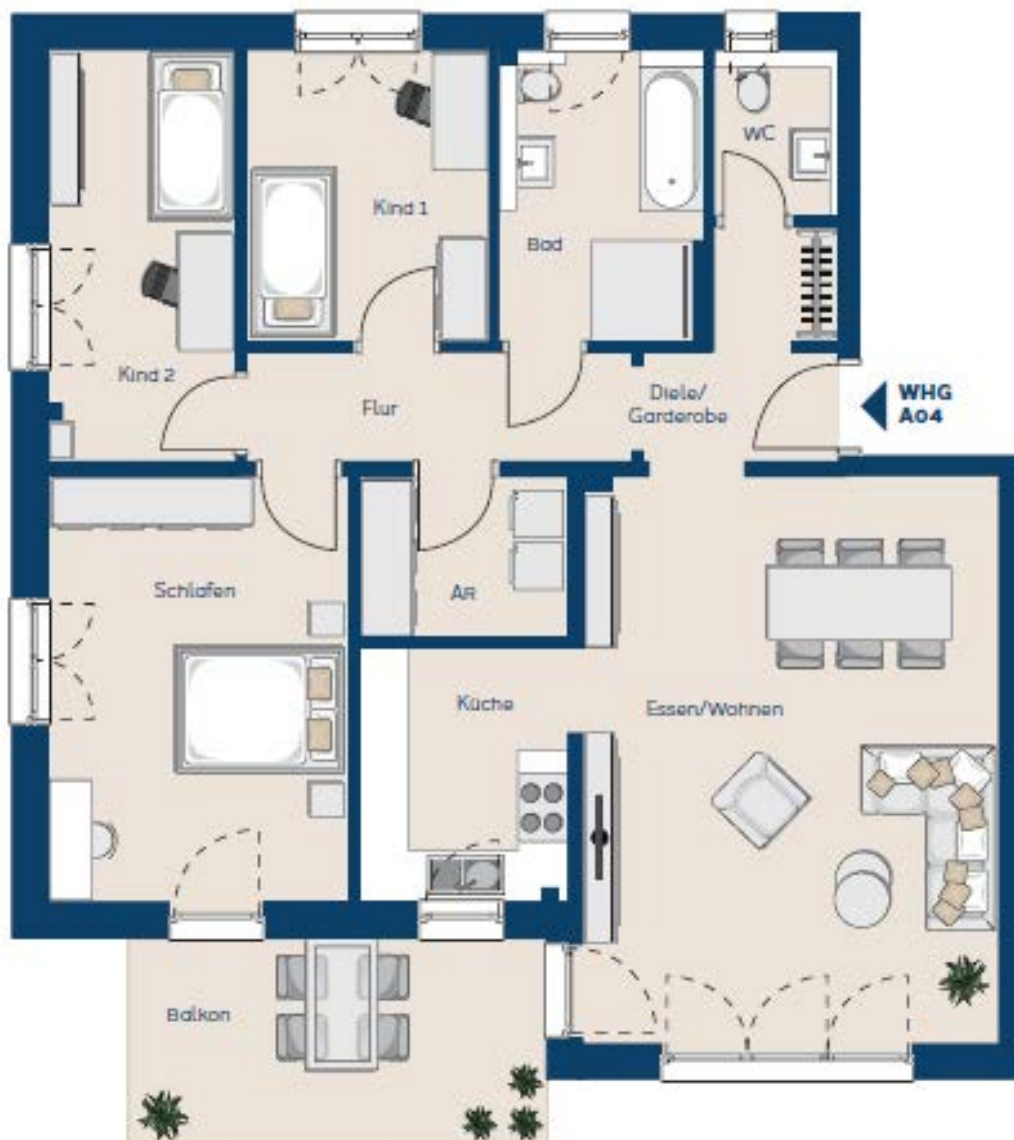 WC
Kind 1
Bad
Kind 2
Flur
Diele/
Garderobe
WHG
A04
Schlafen
AR
Küche
Essen/Wohnen
Balkon